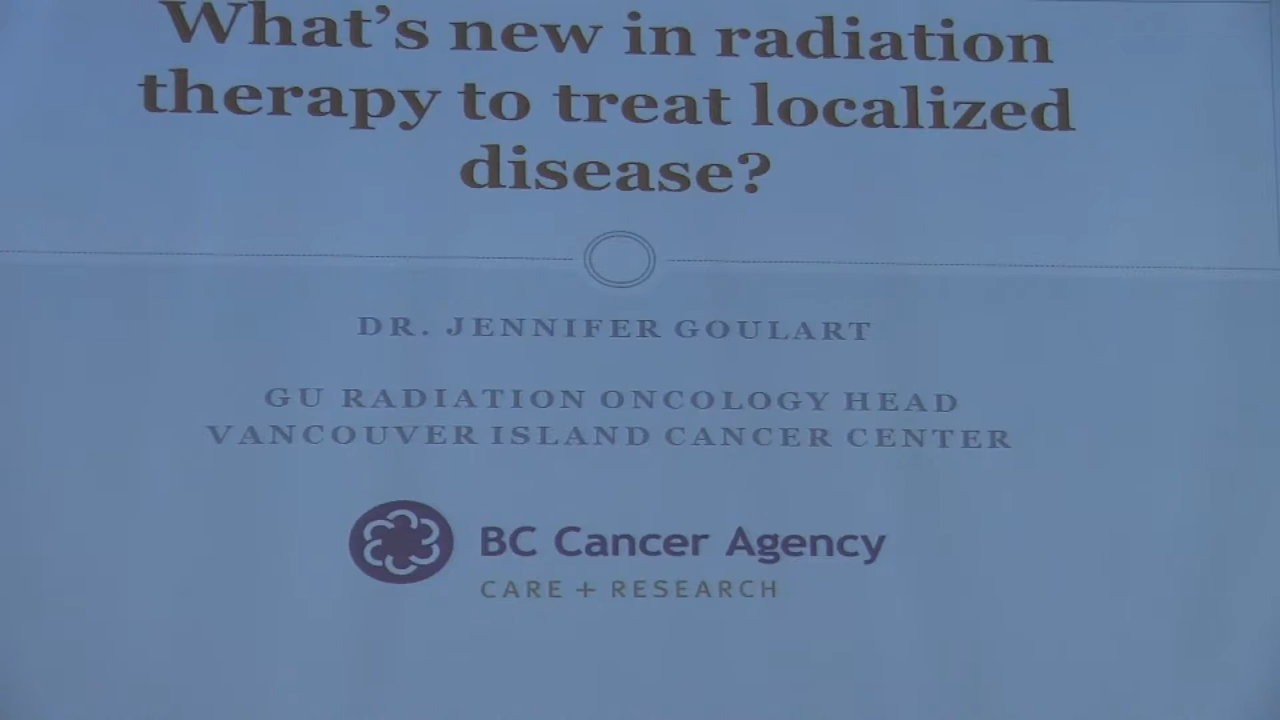 What's new in radiation
therapy to treat localized
disease?
DR. JENNIFER GOULART
GU RADIATION ONCOLOGY HEAD
VANCOUVER ISLAND CANCER CENTER
BC Cancer Agency
CARE + RESEARCH